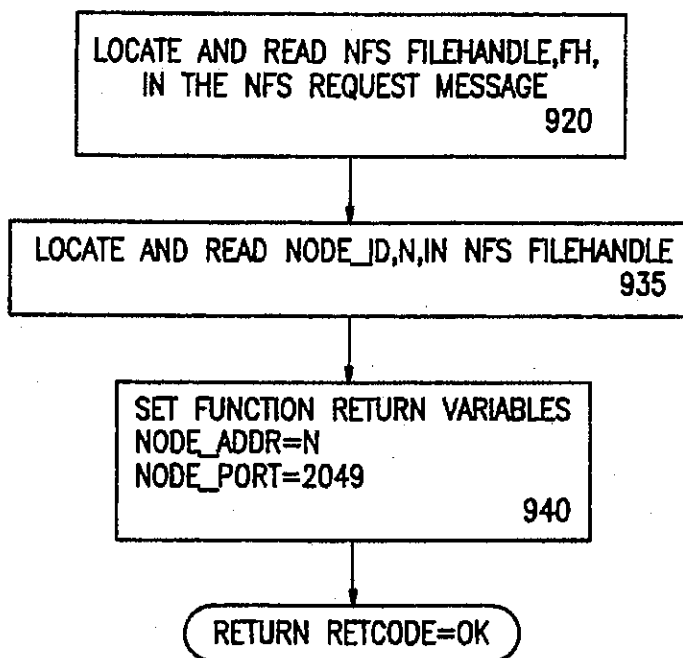 LOCATE AND READ NFS FILEHANDLE,FH,
IN THE NFS REQUEST MESSAGE
920
LOCATE AND READ NODE_ID,N,IN NFS FILEHANDLE
935
SET FUNCTION RETURN VARIABLES
NODE_ADDR=N
NODE_PORT=2049
940
RETURN RETCODE=OK